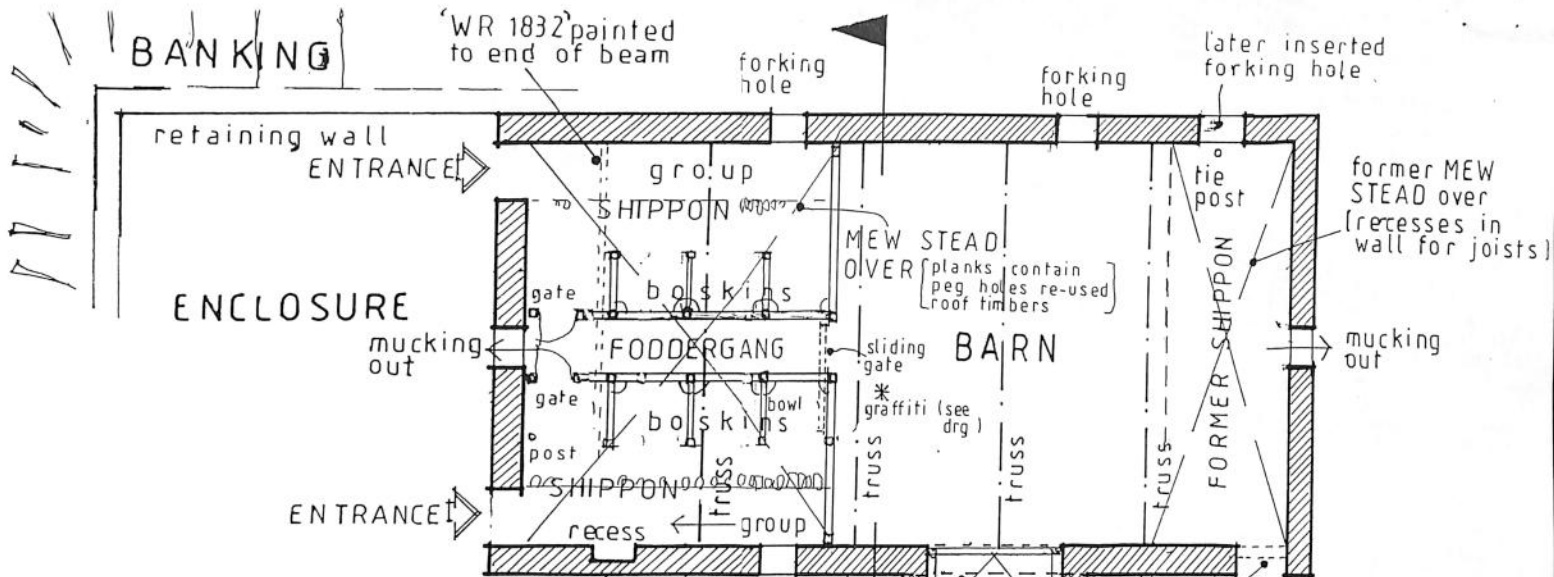 BANKING
'WR 1832' painted
to end of beam
forking
hole
forking
hole
later inserted
forking hole
retaining wall
ENTRANCE
group
SHIPPON
tie
post
former MEW
STEAD over
(recesses in
wall for joists)
MEW STEAD
OVER
[planks contain
peg holes re-used
roof timbers]
boskins
gate
ENCLOSURE
mucking
out
FODDERGANG
sliding
gate
BARN
FORMER SHIPPON
mucking
out
gate
bowl
boskins
graffiti (see
drg)
post
truss
truss
truss
truss
SHIPPON
ENTRANCE
recess
group